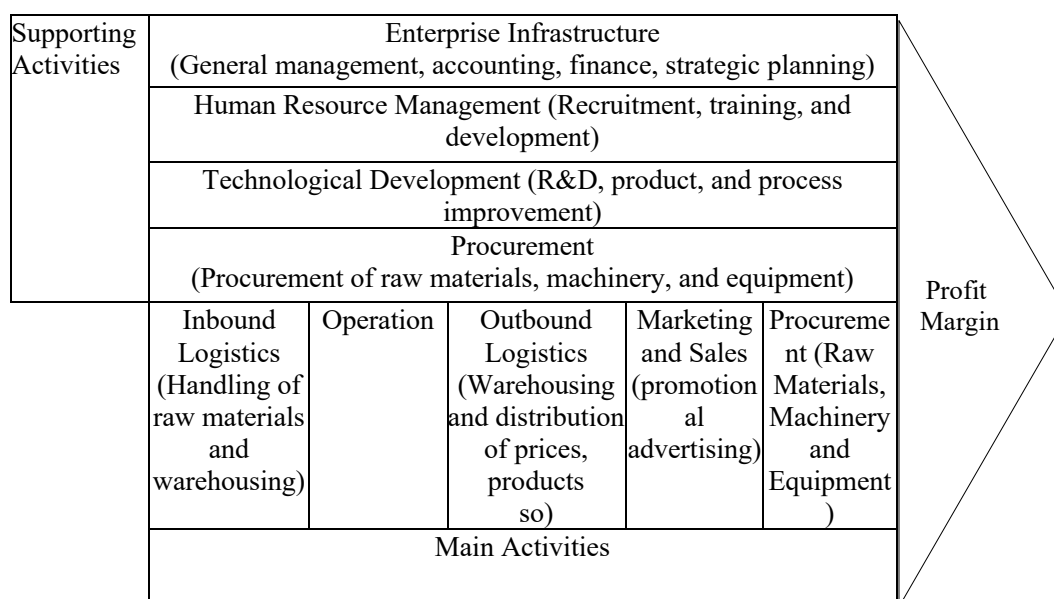 Supporting
Activities
Enterprise Infrastructure
(General management, accounting, finance, strategic planning)
Human Resource Management (Recruitment, training, and
development)
Technological Development (R&D, product, and process
improvement)
Procurement
(Procurement of raw materials, machinery, and equipment)
Inbound
Logistics
(Handling of
raw materials
and
warehousing)
Operation
Outbound
Logistics
(Warehousing
and distribution
of prices,
products
so)
Marketing
and Sales
(promotion
al
advertising)
Procureme
nt (Raw
Materials,
Machinery
and
Equipment
)
Main Activities
Profit
Margin